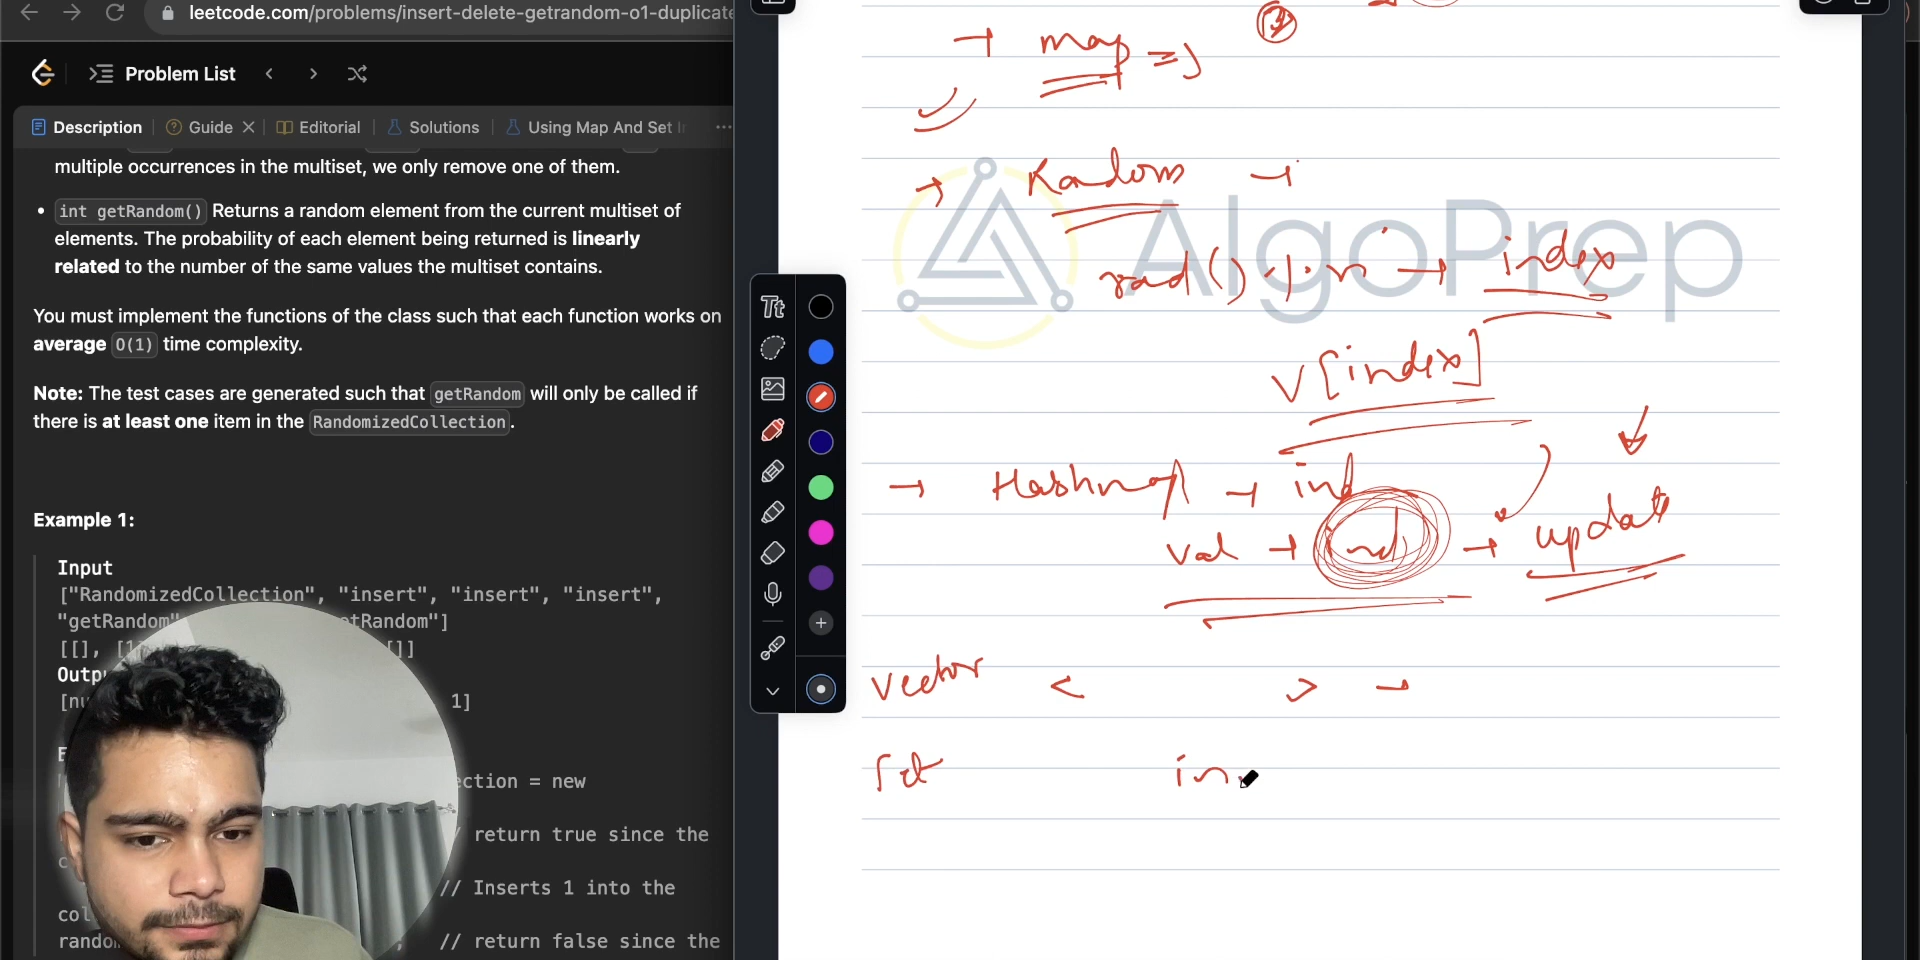 leetcode.com/problems/insert-delete-getrandom-o1-duplicate
Problem List
Description
Guide
Editorial
Solutions
Using Map And Set
multiple occurrences in the multiset, we only remove one of them.
• int getRandom() Returns a random element from the current multiset of
elements. The probability of each element being returned is linearly
related to the number of the same values the multiset contains.
You must implement the functions of the class such that each function works on
average O(1) time complexity.
Note: The test cases are generated such that getRandom will only be called if
there is at least one item in the RandomizedCollection.
Example 1:
Input
["RandomizedCollection", "insert", "insert", "insert",
"getRandom" etRandom"]
[[], [1 []]
Outp
[nu 1]
E
ection = new
return true since the
// Inserts 1 into the
col
rando // return false since the
Tt
→ map =>
→ Random →
rad() % n → index
AlgoPrep
v[index]
→ Hashmap → ind
val → ind → update
vector < > →
set in